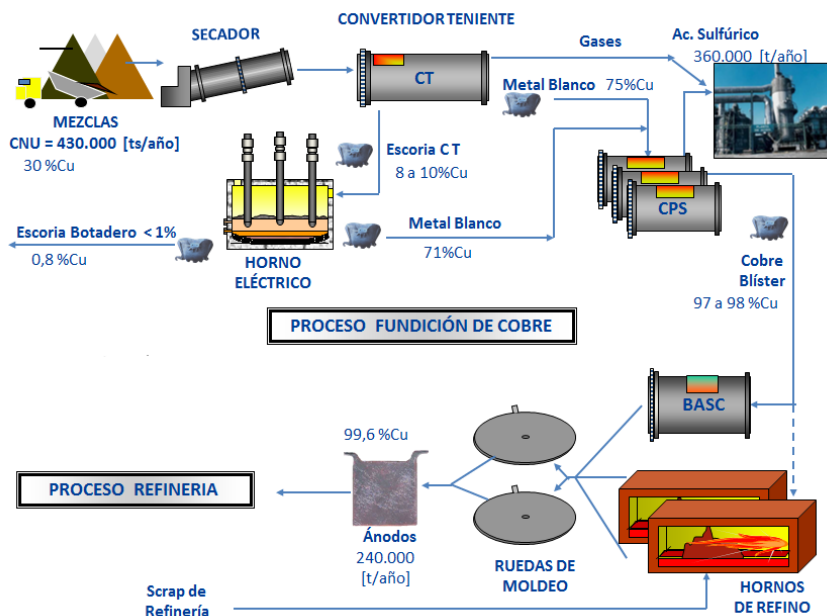 CONVERTIDOR TENIENTE
SECADOR
Gases
Ac. Sulfúrico
360.000 [t/año]
CT
Metal Blanco
75%Cu
MEZCLAS
CNU = 430.000 [ts/año]
30 %Cu
Escoria C T
8 a 10%Cu
CPS
Escoria Botadero < 1%
0,8 %Cu
HORNO
ELÉCTRICO
Metal Blanco
71%Cu
Cobre
Blíster
97 a 98 %Cu
PROCESO FUNDICIÓN DE COBRE
BASC
99,6 %Cu
PROCESO REFINERIA
Ánodos
240.000
[t/año]
RUEDAS DE
MOLDEO
HORNOS
DE REFINO
Scrap de
Refinería